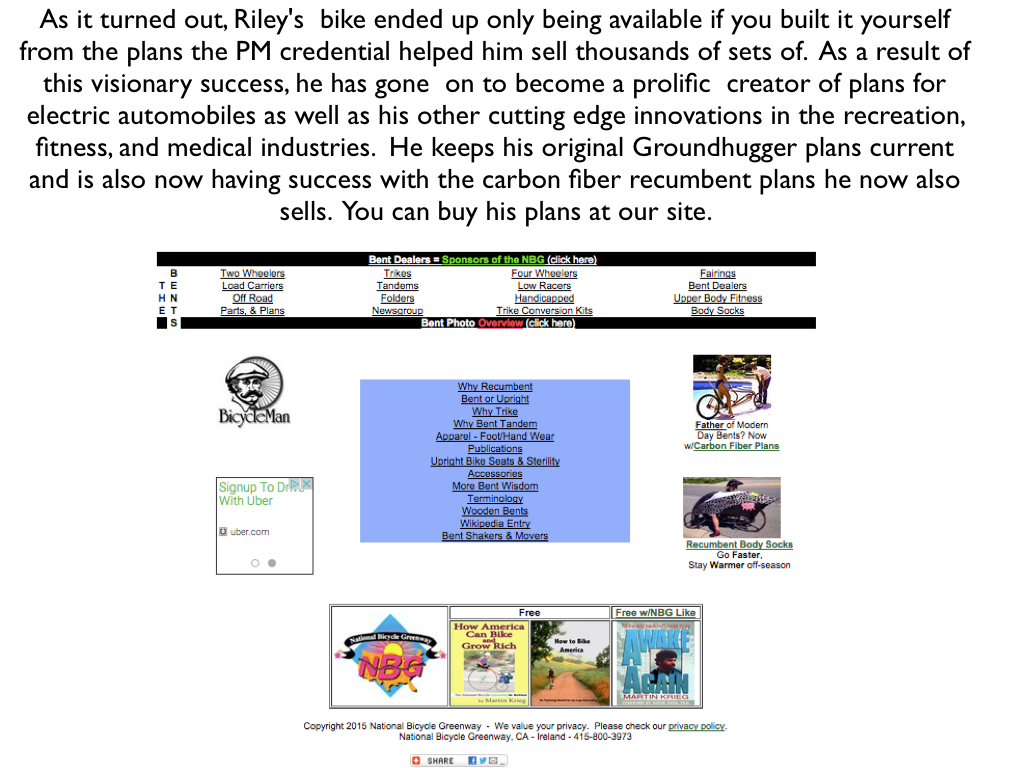 As it turned out, Riley's bike ended up only being available if you built it yourself
from the plans the PM credential helped him sell thousands of sets of. As a result of
this visionary success, he has gone on to become a prolific creator of plans for
electric automobiles as well as his other cutting edge innovations in the recreation,
fitness, and medical industries. He keeps his original Groundhugger plans current
and is also now having success with the carbon fiber recumbent plans he now also
sells. You can buy his plans at our site.
Bent Dealers = Sponsors of the NBG (click here)
B Two Wheelers Trikes Four Wheelers Fairings
T E Load Carriers Tandems Low Racers Bent Dealers
H N Off Road Folders Handicapped Upper Body Fitness
E T Parts, & Plans Newsgroup Trike Conversion Kits Body Socks
S Bent Photo Overview (click here)
BicycleMan
Why Recumbent
Bent or Upright
Why Trike
Why Bent Tandem
Apparel - Foot/Hand Wear
Publications
Upright Bike Seats & Sterility
Accessories
More Bent Wisdom
Terminology
Wooden Bents
Wikipedia Entry
Bent Shakers & Movers
Father of Modern
Day Bents? Now
w/Carbon Fiber Plans
Signup To Drive
With Uber
uber.com
Recumbent Body Socks
Go Faster,
Stay Warmer off-season
Free
Free w/NBG Like
National Bicycle Greenway
NBG
How America
Can Bike
and
Grow Rich
by Martin Krieg
How to Bike
America
AWAKE
AGAIN
MARTIN KRIEG
Copyright 2015 National Bicycle Greenway - We value your privacy. Please check our privacy policy.
National Bicycle Greenway, CA - Ireland - 415-800-3973
SHARE